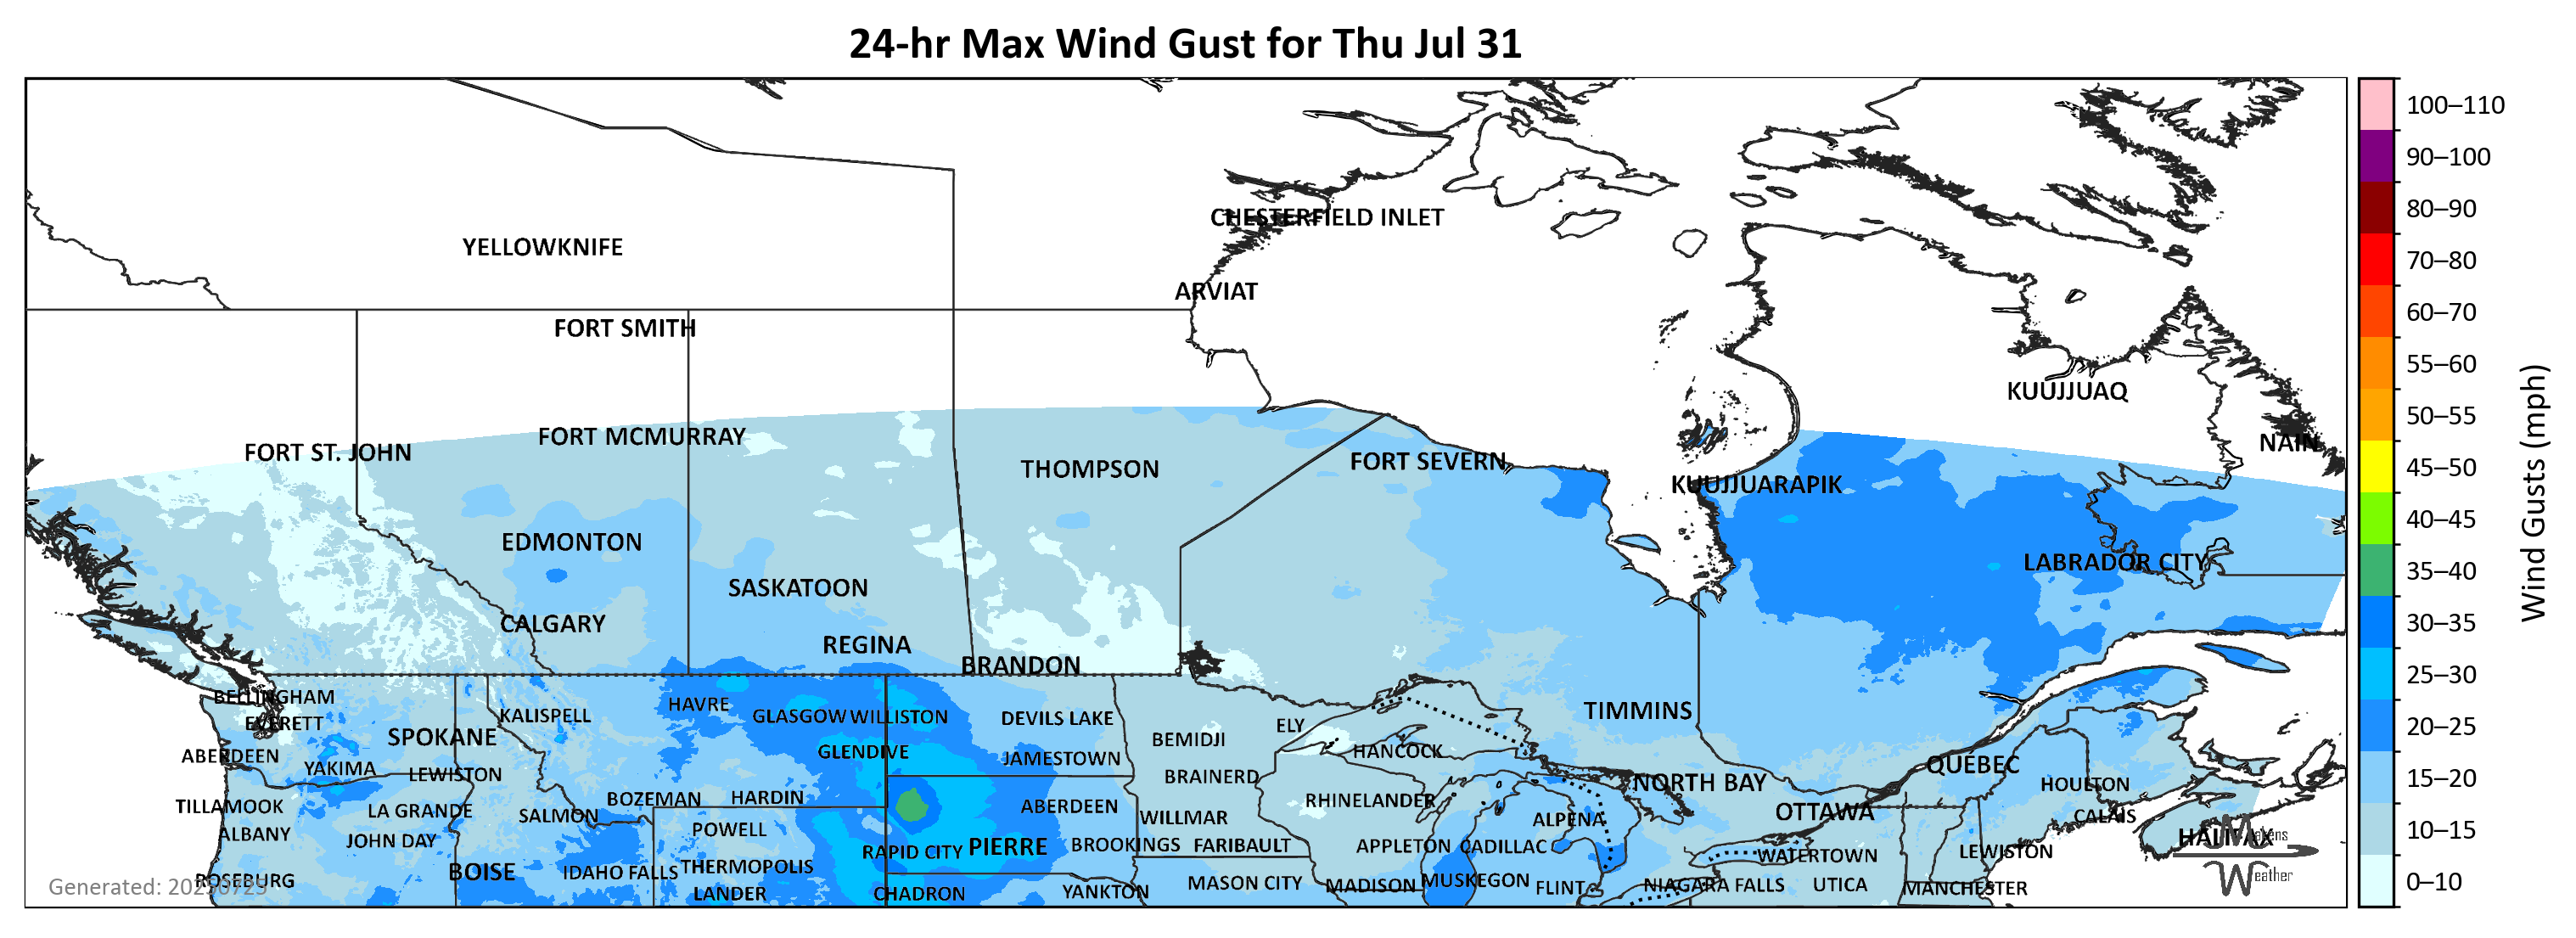 24-hr Max Wind Gust for Thu Jul 31
CHESTERFIELD INLET
YELLOWKNIFE
ARVIAT
FORT SMITH
KUUJJUAQ
FORT MCMURRAY
NAIN
FORT ST. JOHN
FORT SEVERN
THOMPSON
KUUJJUARAPIK
EDMONTON
LABRADOR CITY
SASKATOON
CALGARY
REGINA
BRANDON
BELLINGHAM
HAVRE
KALISPELL
GLASGOW WILLISTON
DEVILS LAKE
TIMMINS
EVERETT
ELY
SPOKANE
BEMIDJI
GLENDIVE
HANCOCK
ABERDEEN
JAMESTOWN
QUÉBEC
YAKIMA
LEWISTON
BRAINERD
NORTH BAY
HOULTON
BOZEMAN
HARDIN
RHINELANDER
TILLAMOOK
LA GRANDE
ABERDEEN
OTTAWA
SALMON
WILLMAR
ALPENA
CALAIS
ALBANY
POWELL
HALIFAX
JOHN DAY
RAPID CITY
PIERRE
BROOKINGS
FARIBAULT
APPLETON
CADILLAC
WATERTOWN
LEWISTON
BOISE
IDAHO FALLS
THERMOPOLIS
ROSEBURG
MASON CITY
MADISON
MUSKEGON
FLINT
NIAGARA FALLS
UTICA
MANCHESTER
LANDER
CHADRON
YANKTON
Weather
100–110
90–100
80–90
70–80
60–70
55–60
50–55
45–50
40–45
35–40
30–35
25–30
20–25
15–20
10–15
0–10
Wind Gusts (mph)